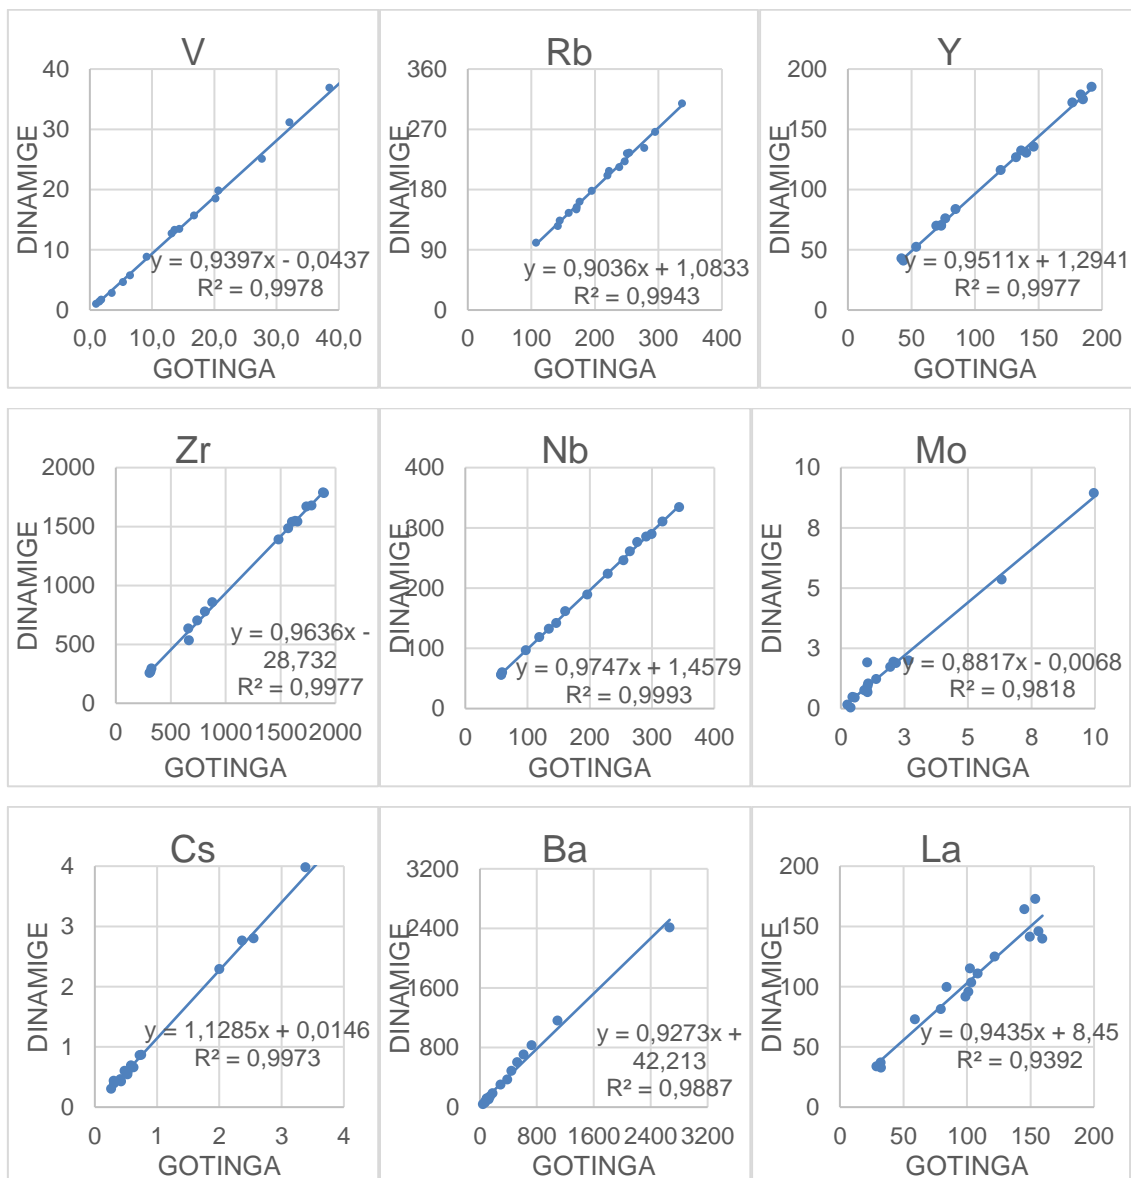 V
40
30
20
10
0
DINAMIGE
y = 0,9397x - 0,0437
R² = 0,9978
0,0 10,0 20,0 30,0 40,0
GOTINGA
Rb
360
270
180
90
0
DINAMIGE
y = 0,9036x + 1,0833
R² = 0,9943
0 100 200 300 400
GOTINGA
Y
200
150
100
50
0
DINAMIGE
y = 0,9511x + 1,2941
R² = 0,9977
0 50 100 150 200
GOTINGA
Zr
2000
1500
1000
500
0
DINAMIGE
y = 0,9636x -
28,732
R² = 0,9977
0 500 1000 1500 2000
GOTINGA
Nb
400
300
200
100
0
DINAMIGE
y = 0,9747x + 1,4579
R² = 0,9993
0 100 200 300 400
GOTINGA
Mo
10
8
5
3
0
DINAMIGE
y = 0,8817x - 0,0068
R² = 0,9818
0 3 5 8 10
GOTINGA
Cs
4
3
2
1
0
DINAMIGE
y = 1,1285x + 0,0146
R² = 0,9973
0 1 2 3 4
GOTINGA
Ba
3200
2400
1600
800
0
DINAMIGE
y = 0,9273x +
42,213
R² = 0,9887
0 800 1600 2400 3200
GOTINGA
La
200
150
100
50
0
DINAMIGE
y = 0,9435x + 8,45
R² = 0,9392
0 50 100 150 200
GOTINGA